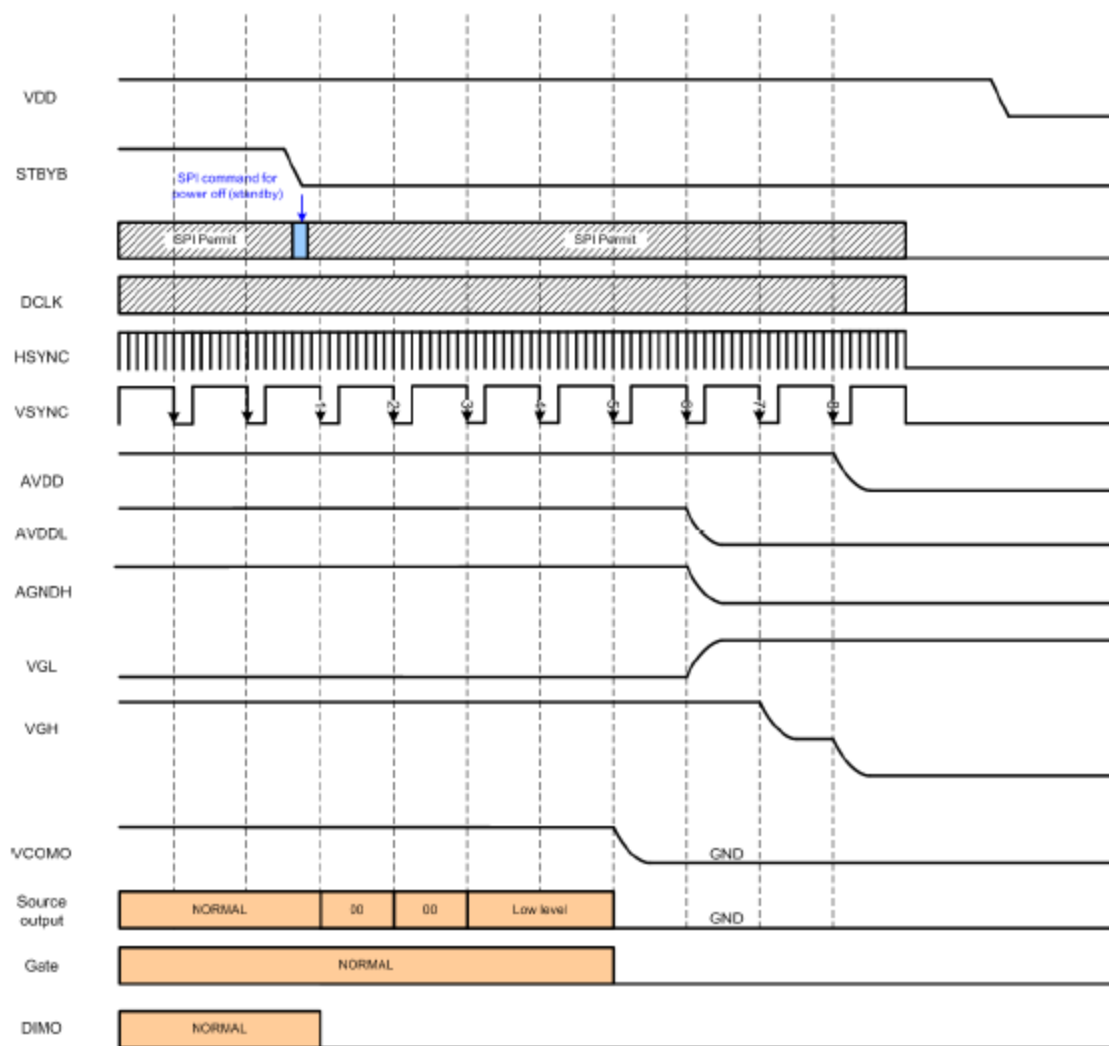 VDD
STBYB
SPI command for
power off (standby)
SPI Permit
SPI Permit
DCLK
HSYNC
VSYNC
1
2
3
4
5
6
7
8
AVDD
AVDDL
AGNDH
VGL
VGH
VCOMO
GND
Source
output
NORMAL
00
00
Low level
GND
Gate
NORMAL
DIMO
NORMAL